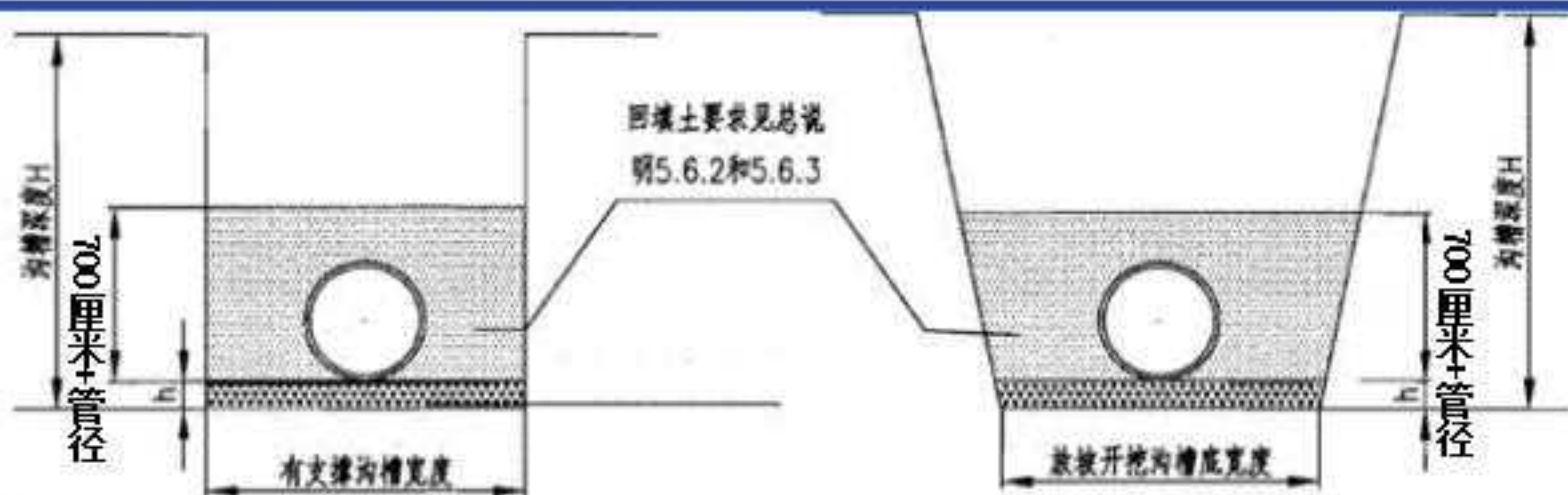 回填土要求见总说
明5.6.2和5.6.3
沟槽深度H
700厘米+管径
h
有支撑沟槽宽度
沟槽深度H
700厘米+管径
h
放坡开挖沟槽底宽度